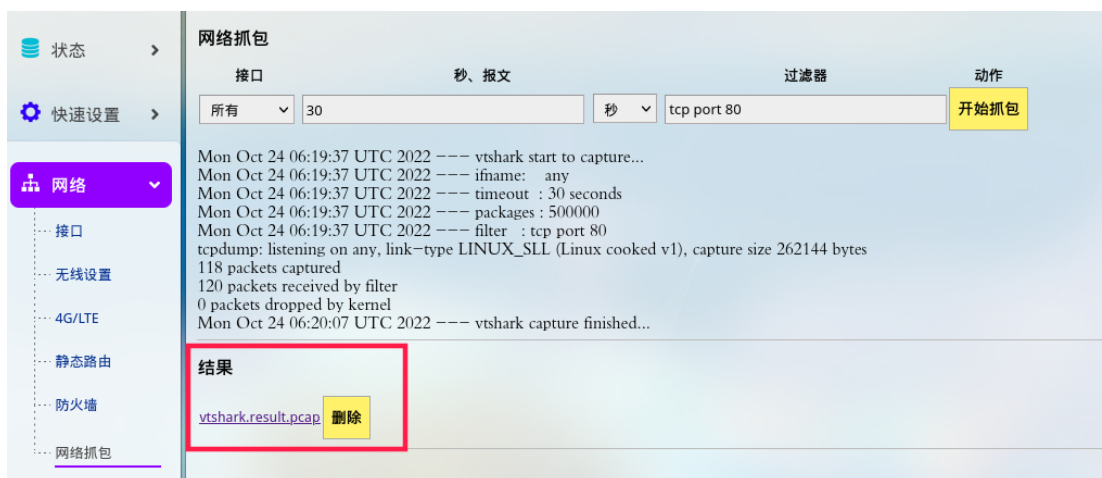 状态
快速设置
网络
接口
无线设置
4G/LTE
静态路由
防火墙
网络抓包
网络抓包
接口 秒、报文 过滤器 动作
所有 30 秒 tcp port 80 开始抓包
Mon Oct 24 06:19:37 UTC 2022 --- vtshark start to capture...
Mon Oct 24 06:19:37 UTC 2022 --- ifname: any
Mon Oct 24 06:19:37 UTC 2022 --- timeout : 30 seconds
Mon Oct 24 06:19:37 UTC 2022 --- packages : 500000
Mon Oct 24 06:19:37 UTC 2022 --- filter : tcp port 80
tcpdump: listening on any, link-type LINUX_SLL (Linux cooked v1), capture size 262144 bytes
118 packets captured
120 packets received by filter
0 packets dropped by kernel
Mon Oct 24 06:20:07 UTC 2022 --- vtshark capture finished...
结果
vtshark.result.pcap 删除